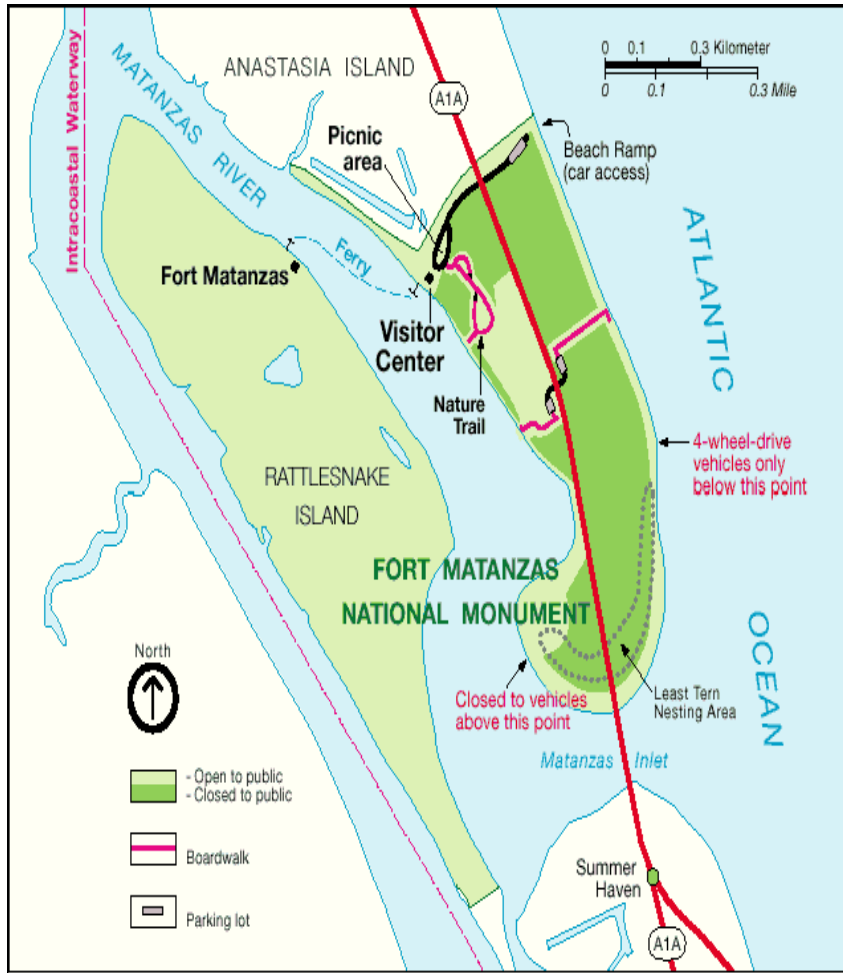 ANASTASIA ISLAND
MATANZAS RIVER
Intracoastal Waterway
A1A
0 0.1 0.3 Kilometer
0 0.1 0.3 Mile
Picnic
area
Beach Ramp
(car access)
ATLANTIC
OCEAN
Ferry
Fort Matanzas
Visitor
Center
Nature
Trail
4-wheel-drive
vehicles only
below this point
RATTLESNAKE
ISLAND
FORT MATANZAS
NATIONAL MONUMENT
Closed to vehicles
above this point
Least Tern
Nesting Area
Matanzas Inlet
North
- Open to public
- Closed to public
Boardwalk
Parking lot
Summer
Haven
A1A